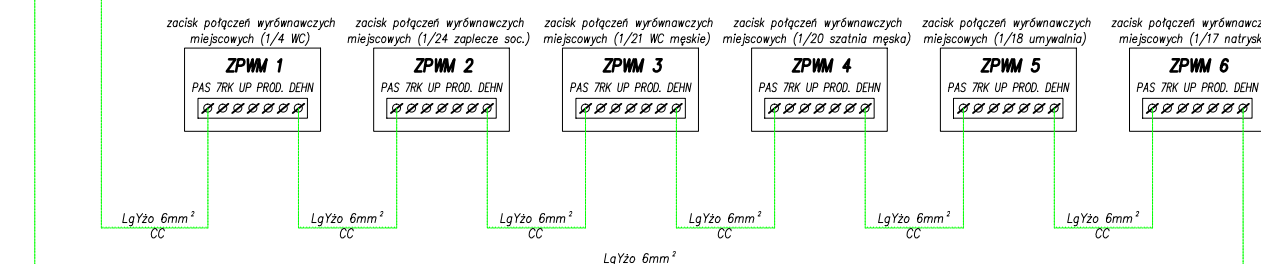 zacisk połączeń wyrównawczych
miejscowych (1/4 WC)
ZPWM 1
PAS 7RK UP PROD. DEHN
zacisk połączeń wyrównawczych
miejscowych (1/24 zaplecze soc.)
ZPWM 2
PAS 7RK UP PROD. DEHN
zacisk połączeń wyrównawczych
miejscowych (1/21 WC męskie)
ZPWM 3
PAS 7RK UP PROD. DEHN
zacisk połączeń wyrównawczych
miejscowych (1/20 szatnia męska)
ZPWM 4
PAS 7RK UP PROD. DEHN
zacisk połączeń wyrównawczych
miejscowych (1/18 umywalnia)
ZPWM 5
PAS 7RK UP PROD. DEHN
zacisk połączeń wyrównawcz
miejscowych (1/17 natrysk
ZPWM 6
PAS 7RK UP PROD. DEHN
LgYżo 6mm²
CC
LgYżo 6mm²
CC
LgYżo 6mm²
CC
LgYżo 6mm²
CC
LgYżo 6mm²
CC
LgYżo 6mm²
CC
LgYżo 6mm²